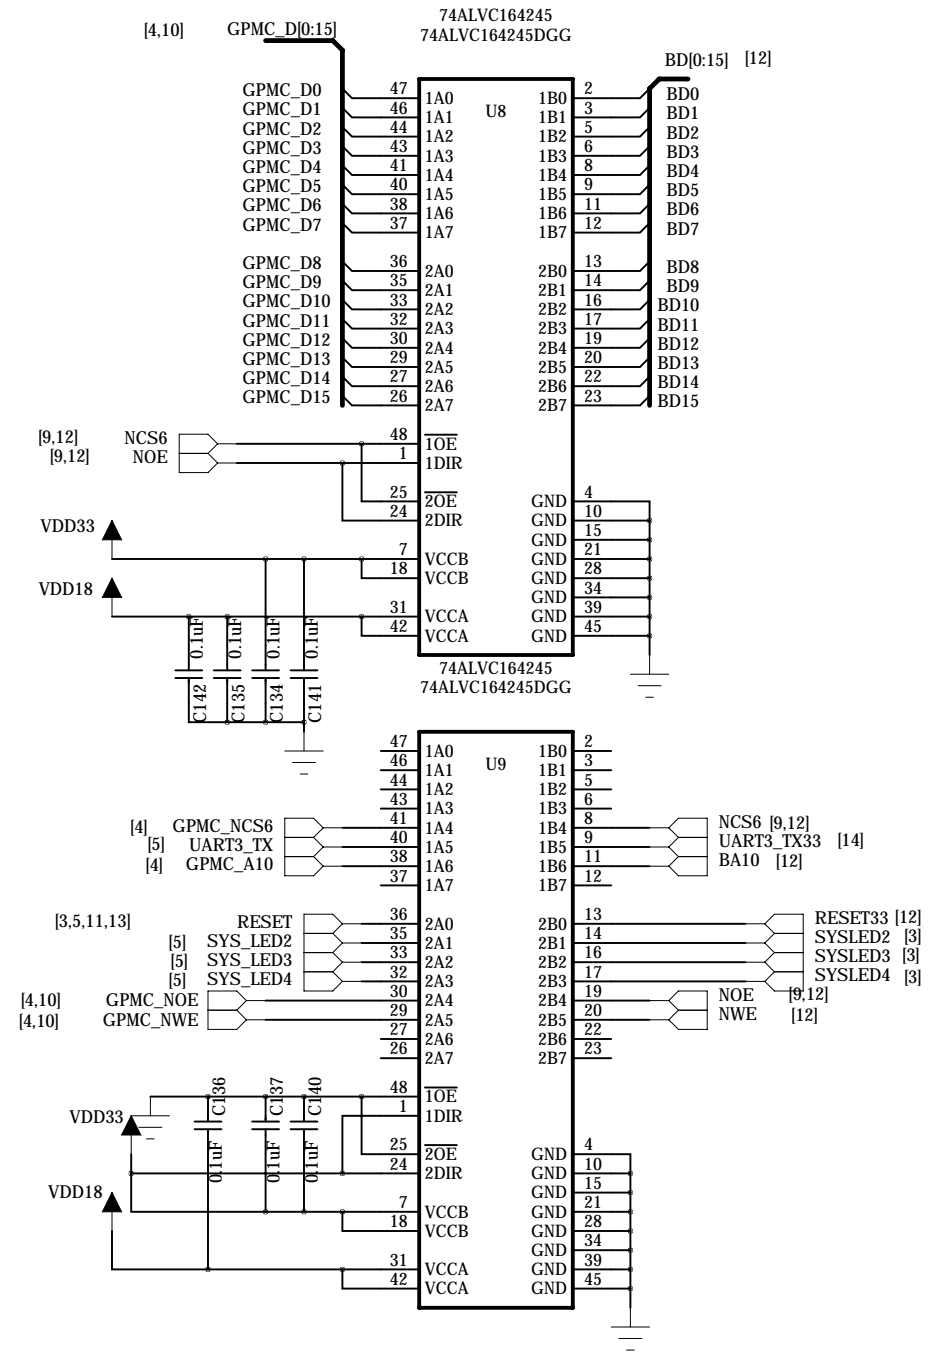 74ALVC164245
74ALVC164245DGG
[4,10] GPMC_D[0:15]
BD[0:15] [12]
U8
GPMC_D0 47 1A0 1B0 2 BD0
GPMC_D1 46 1A1 1B1 3 BD1
GPMC_D2 44 1A2 1B2 5 BD2
GPMC_D3 43 1A3 1B3 6 BD3
GPMC_D4 41 1A4 1B4 8 BD4
GPMC_D5 40 1A5 1B5 9 BD5
GPMC_D6 38 1A6 1B6 11 BD6
GPMC_D7 37 1A7 1B7 12 BD7
GPMC_D8 36 2A0 2B0 13 BD8
GPMC_D9 35 2A1 2B1 14 BD9
GPMC_D10 33 2A2 2B2 16 BD10
GPMC_D11 32 2A3 2B3 17 BD11
GPMC_D12 30 2A4 2B4 19 BD12
GPMC_D13 29 2A5 2B5 20 BD13
GPMC_D14 27 2A6 2B6 22 BD14
GPMC_D15 26 2A7 2B7 23 BD15
[9,12] NCS6 48 1OE
[9,12] NOE 1 1DIR
25 2OE GND 4
24 2DIR GND 10
VDD33
GND 15
7 VCCB GND 21
18 VCCB GND 28
VDD18
GND 34
31 VCCA GND 39
42 VCCA GND 45
0.1uF 0.1uF 0.1uF 0.1uF
C142 C135 C134 C141
74ALVC164245
74ALVC164245DGG
U9
47 1A0 1B0 2
46 1A1 1B1 3
44 1A2 1B2 5
43 1A3 1B3 6
[4] GPMC_NCS6 41 1A4 1B4 8 NCS6 [9,12]
[5] UART3_TX 40 1A5 1B5 9 UART3_TX33 [14]
[4] GPMC_A10 38 1A6 1B6 11 BA10 [12]
37 1A7 1B7 12
[3,5,11,13] RESET 36 2A0 2B0 13 RESET33 [12]
[5] SYS_LED2 35 2A1 2B1 14 SYSLED2 [3]
[5] SYS_LED3 33 2A2 2B2 16 SYSLED3 [3]
[5] SYS_LED4 32 2A3 2B3 17 SYSLED4 [3]
[4,10] GPMC_NOE 30 2A4 2B4 19 NOE [9,12]
[4,10] GPMC_NWE 29 2A5 2B5 20 NWE [12]
27 2A6 2B6 22
26 2A7 2B7 23
C136 C137 C140
48 1OE
VDD33 1 1DIR
0.1uF 0.1uF 0.1uF
25 2OE GND 4
24 2DIR GND 10
VDD18 GND 15
7 VCCB GND 21
18 VCCB GND 28
GND 34
31 VCCA GND 39
42 VCCA GND 45